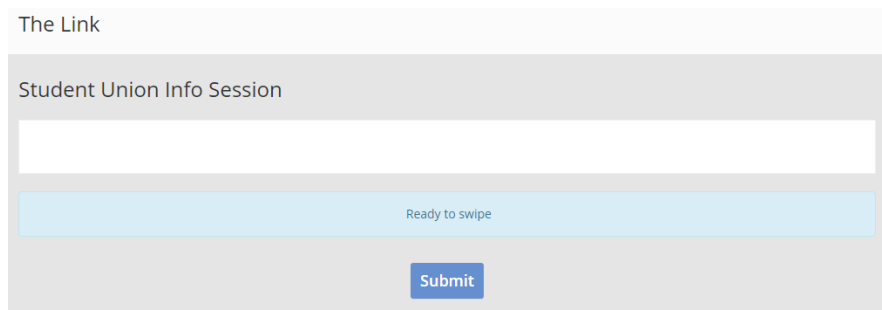 The Link
Student Union Info Session
Ready to swipe
Submit